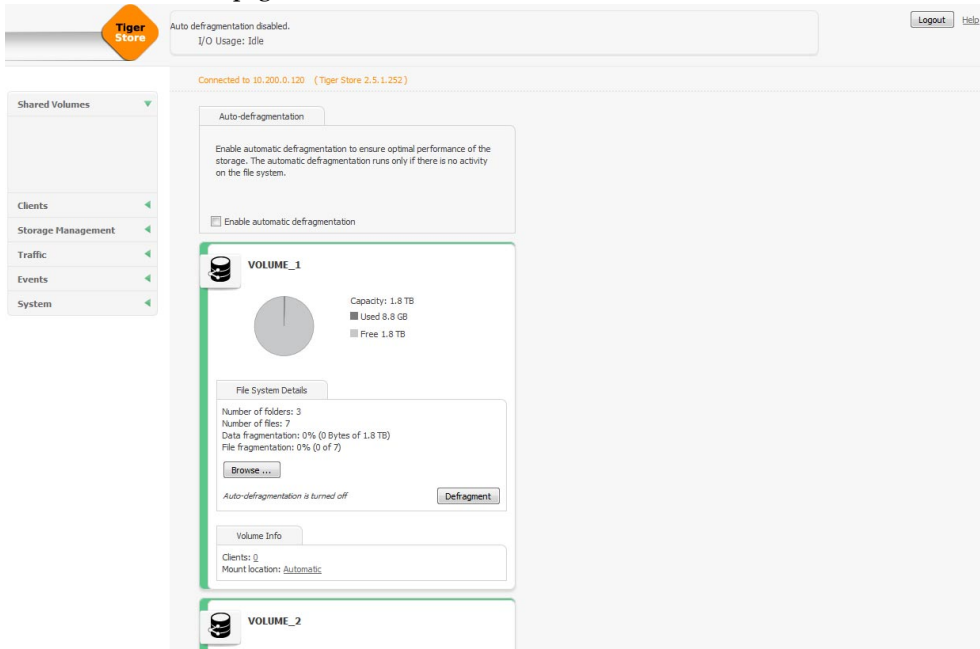 Tiger
Store
Auto defragmentation disabled.
I/O Usage: Idle
Logout
Help
Connected to 10.200.0.120 (Tiger Store 2.5.1.252)
Shared Volumes
Clients
Storage Management
Traffic
Events
System
Auto-defragmentation
Enable automatic defragmentation to ensure optimal performance of the
storage. The automatic defragmentation runs only if there is no activity
on the file system.
Enable automatic defragmentation
VOLUME_1
Capacity: 1.8 TB
Used 8.8 GB
Free 1.8 TB
File System Details
Number of folders: 3
Number of files: 7
Data fragmentation: 0% (0 Bytes of 1.8 TB)
File fragmentation: 0% (0 of 7)
Browse ...
Auto-defragmentation is turned off
Defragment
Volume Info
Clients: 0
Mount location: Automatic
VOLUME_2